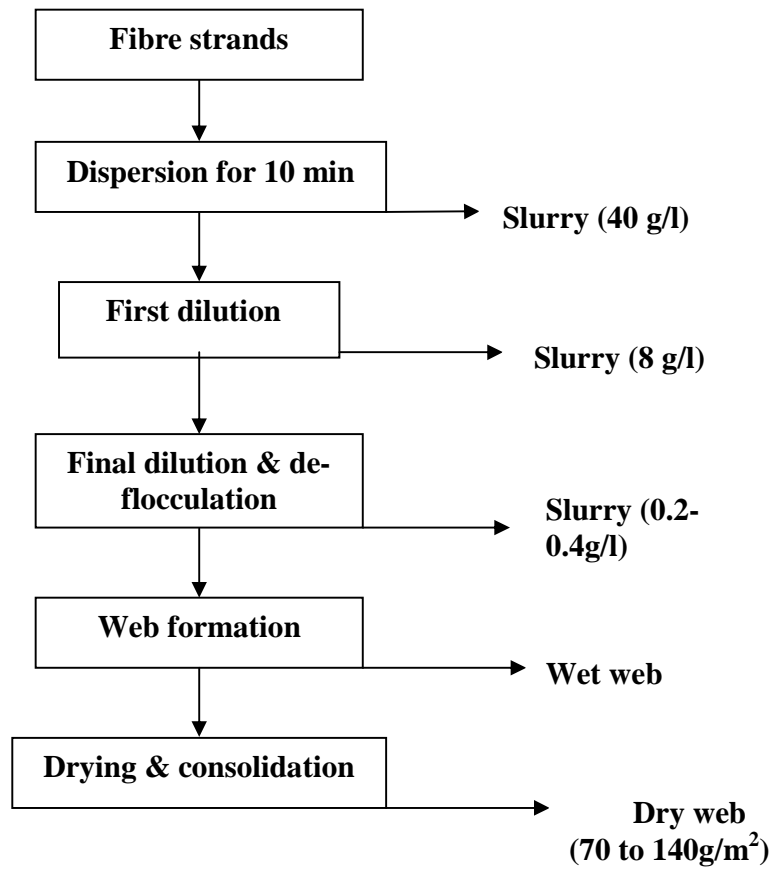 Fibre strands
Dispersion for 10 min
Slurry (40 g/l)
First dilution
Slurry (8 g/l)
Final dilution & de-
flocculation
Slurry (0.2-
0.4g/l)
Web formation
Wet web
Drying & consolidation
Dry web
(70 to 140g/m²)